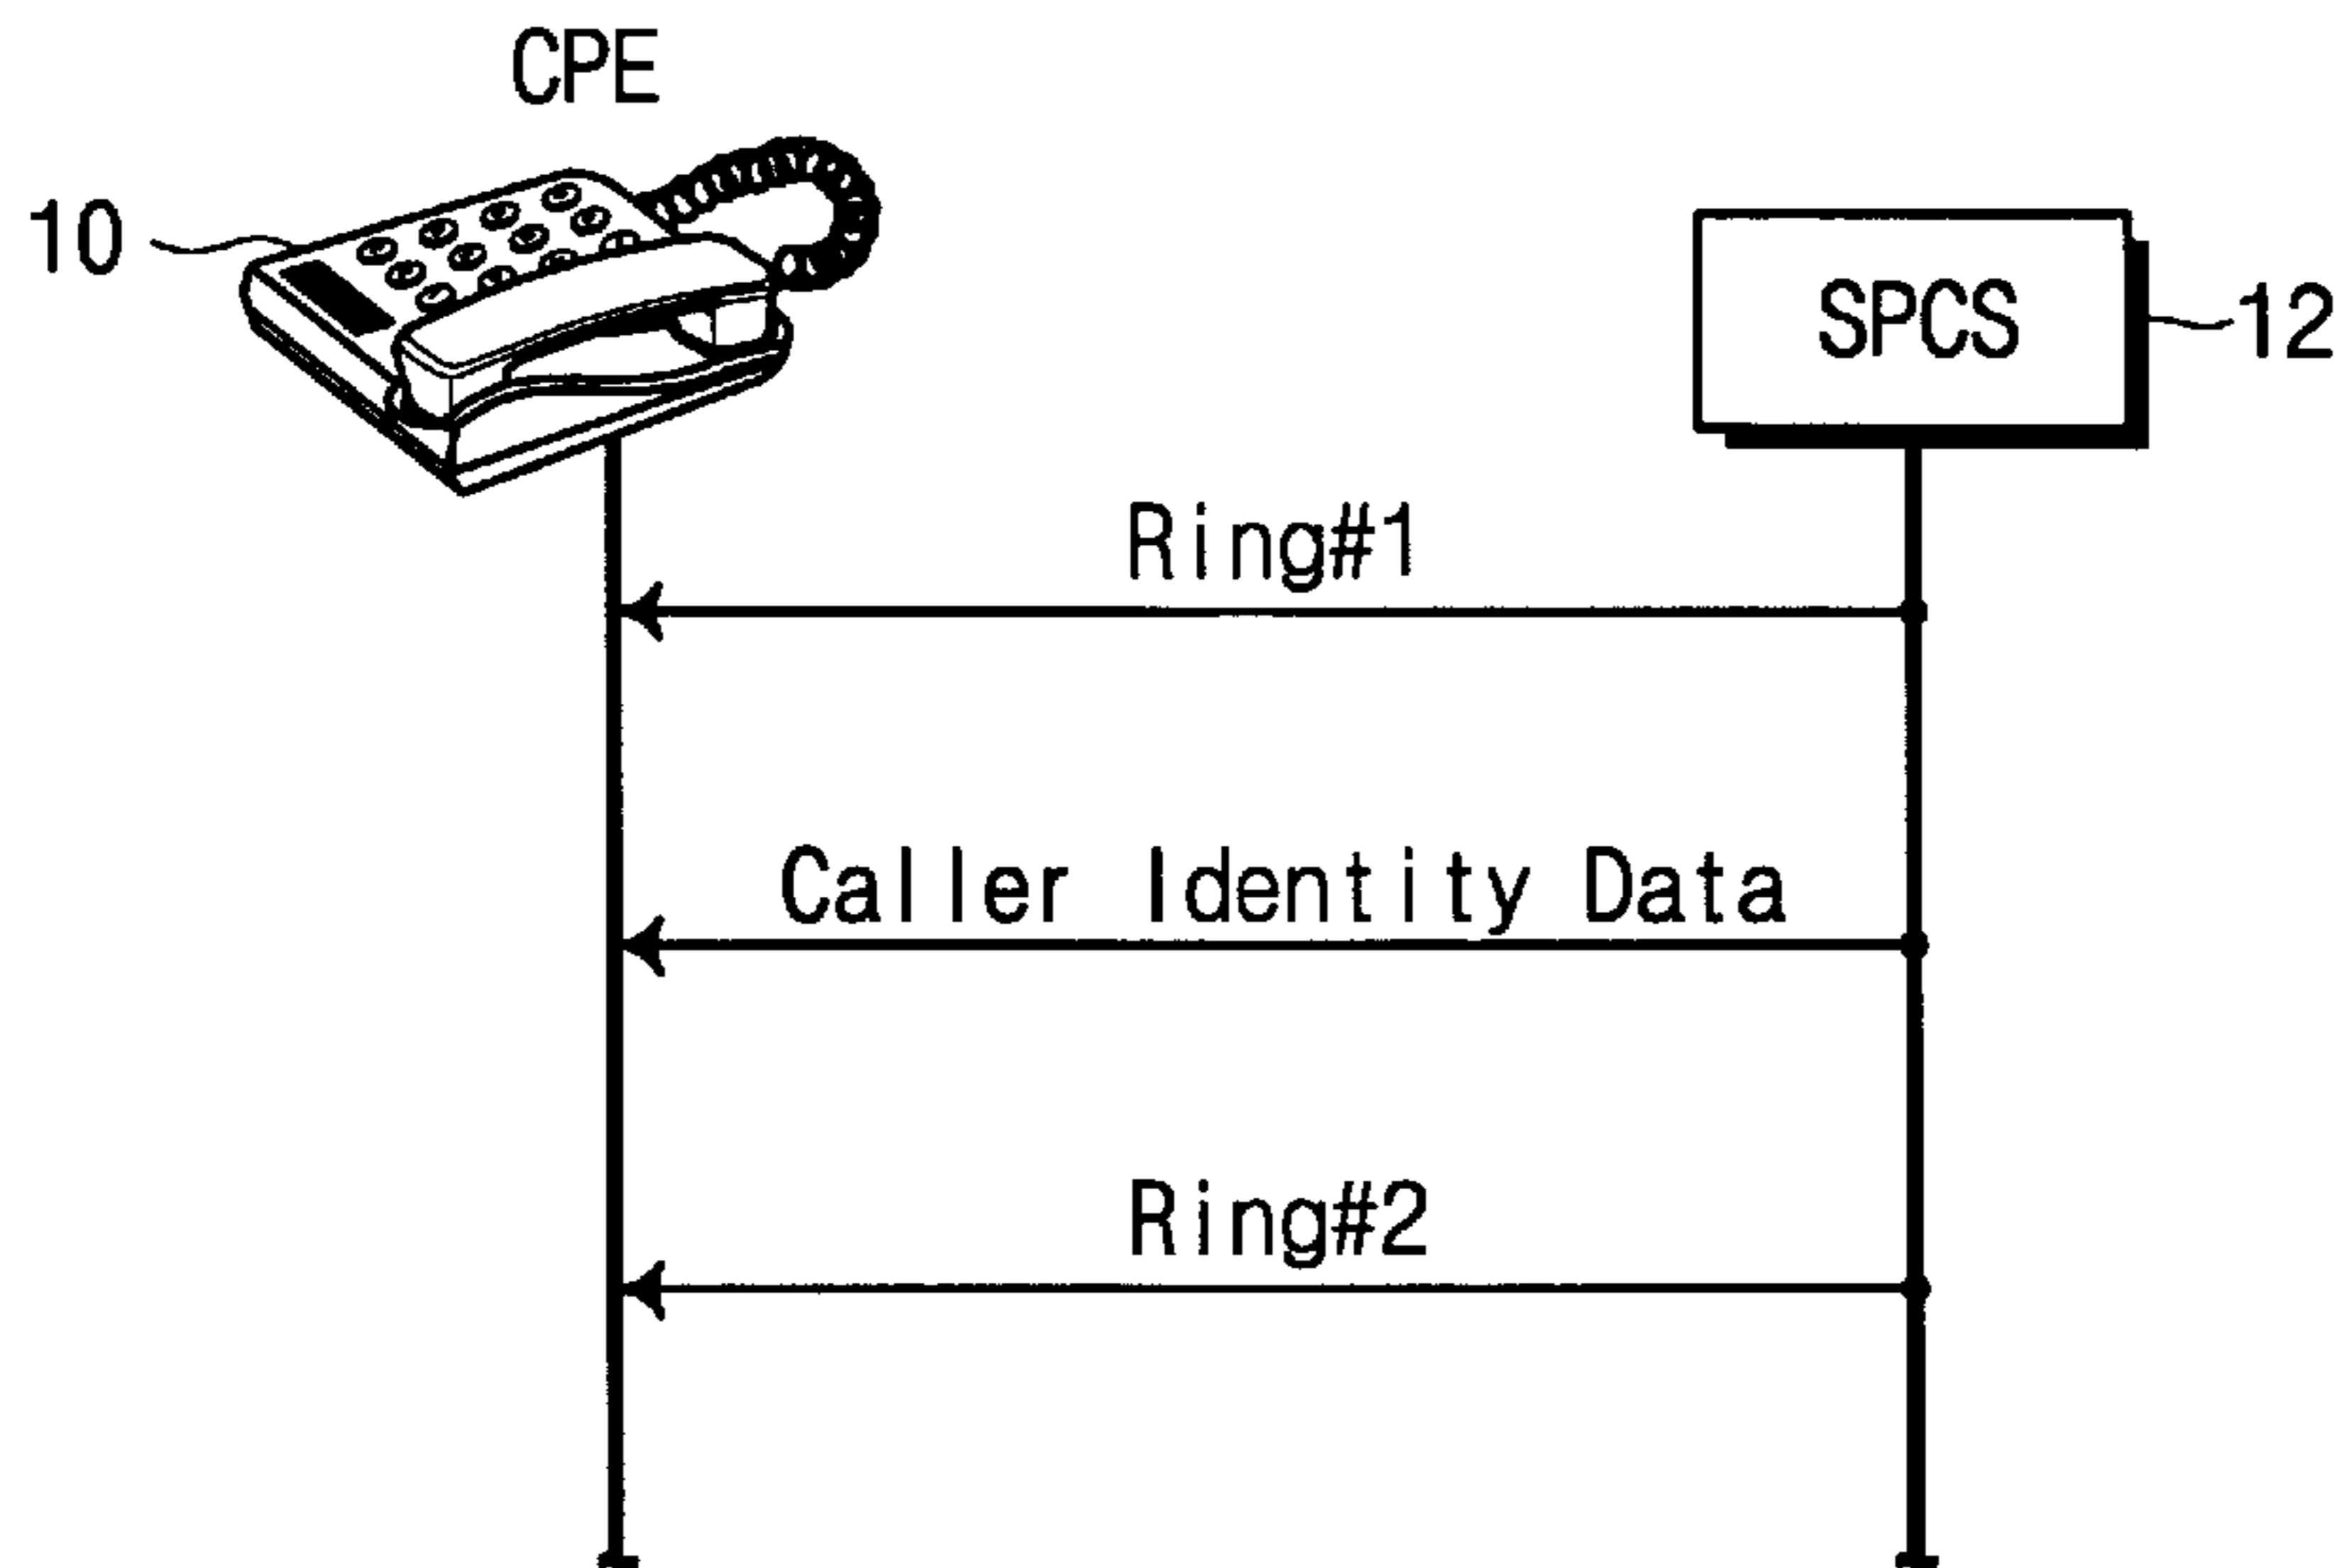 CPE
10
SPCS
12
Ring#1
Caller Identity Data
Ring#2